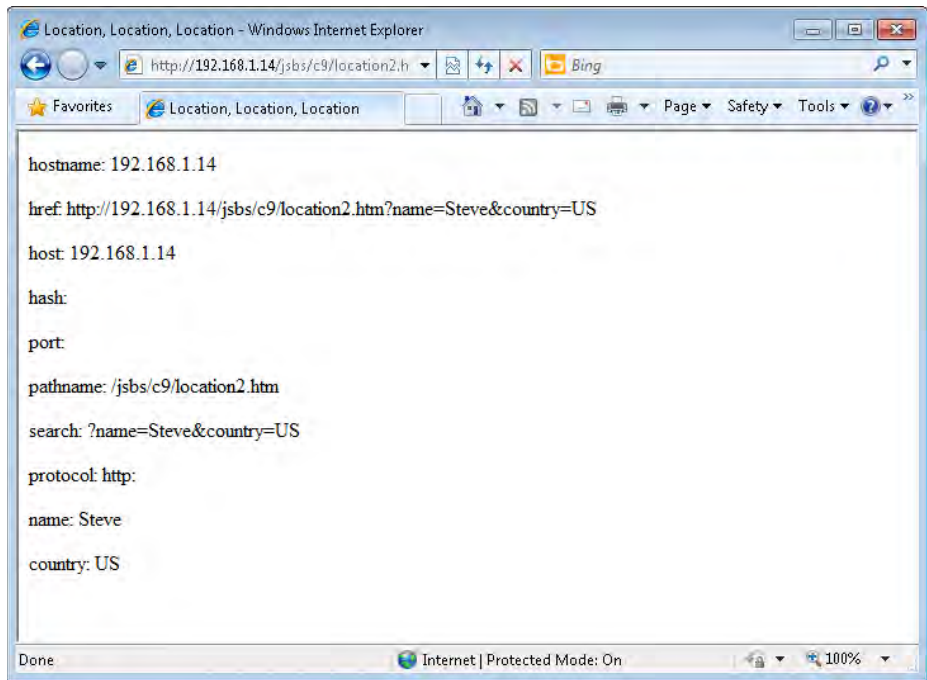 Location, Location, Location - Windows Internet Explorer
http://192.168.1.14/jsbs/c9/location2.h
Bing
Favorites
Location, Location, Location
Page
Safety
Tools
hostname: 192.168.1.14
href: http://192.168.1.14/jsbs/c9/location2.htm?name=Steve&country=US
host: 192.168.1.14
hash:
port:
pathname: /jsbs/c9/location2.htm
search: ?name=Steve&country=US
protocol: http:
name: Steve
country: US
Done
Internet | Protected Mode: On
100%